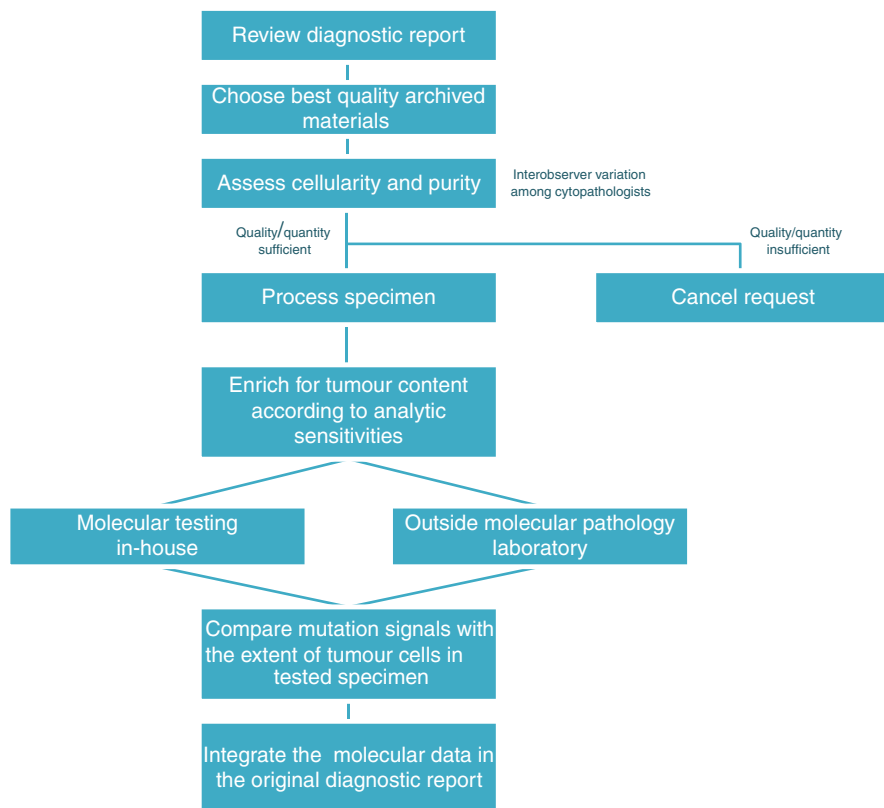 Review diagnostic report
Choose best quality archived
materials
Assess cellularity and purity
Interobserver variation
among cytopathologists
Quality/quantity
sufficient
Quality/quantity
insufficient
Process specimen
Cancel request
Enrich for tumour content
according to analytic
sensitivities
Molecular testing
in-house
Outside molecular pathology
laboratory
Compare mutation signals with
the extent of tumour cells in
tested specimen
Integrate the molecular data in
the original diagnostic report